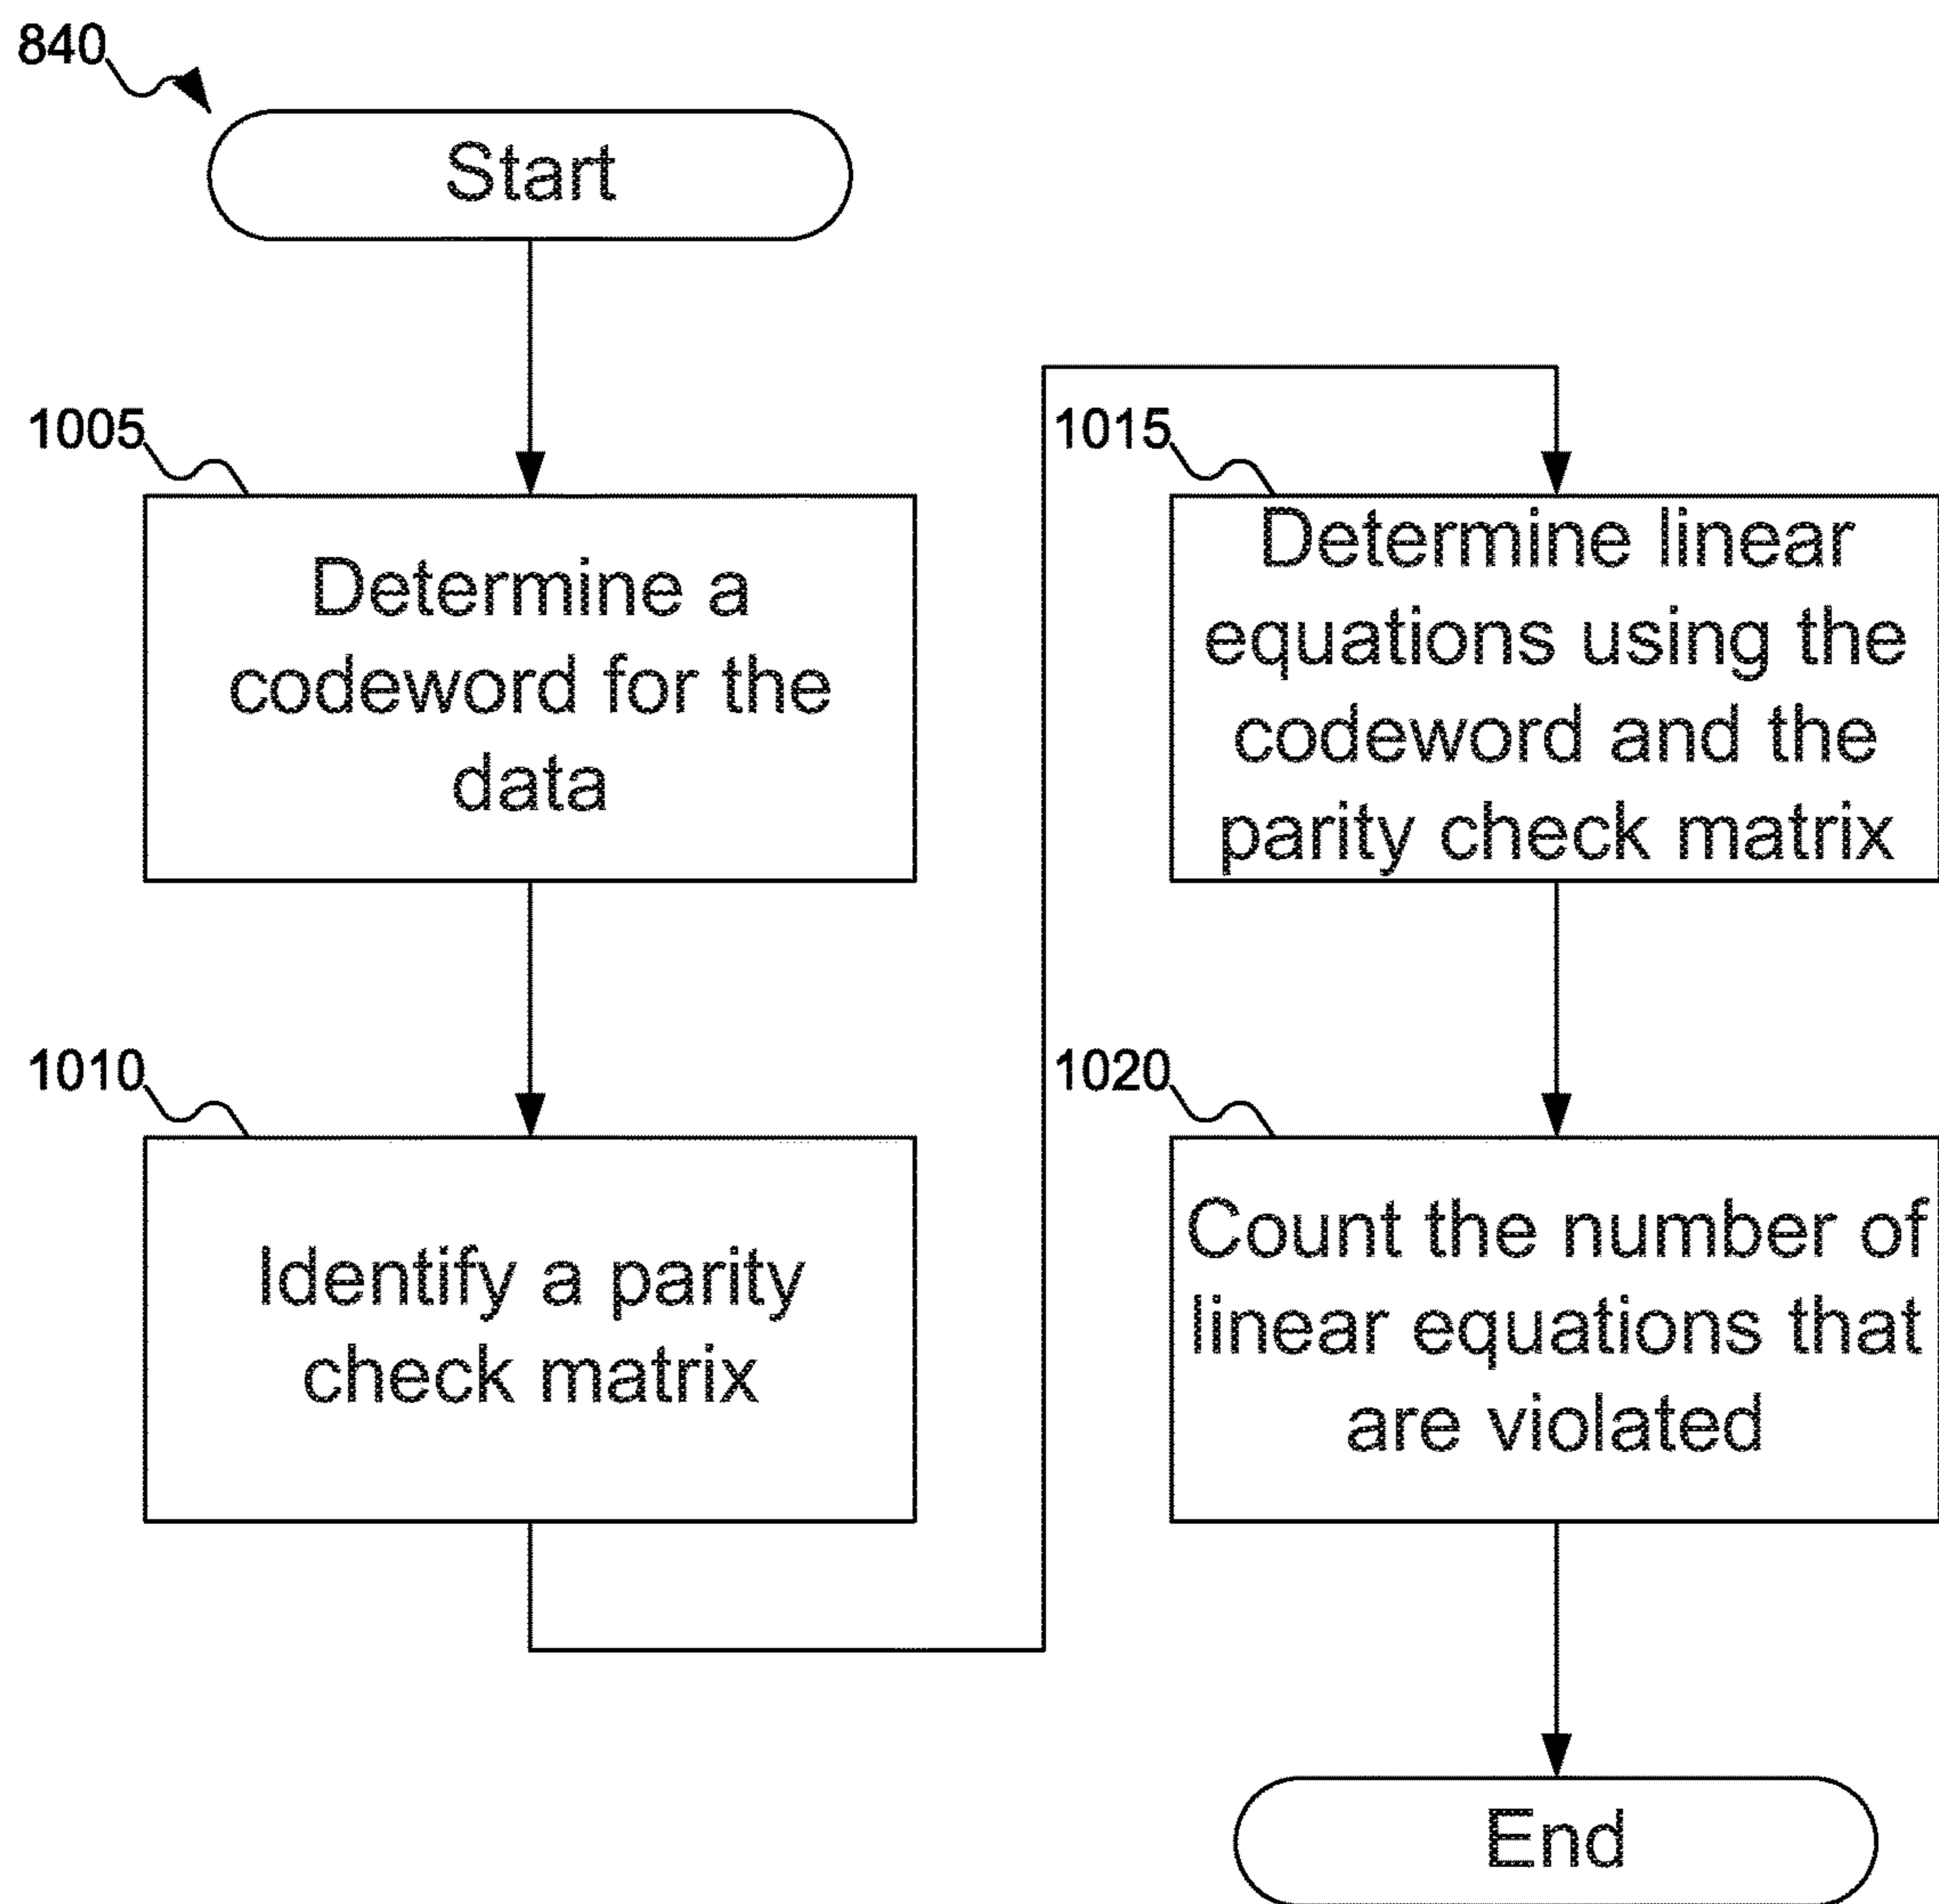 840
Start
1005
Determine a
codeword for the
data
1010
Identify a parity
check matrix
1015
Determine linear
equations using the
codeword and the
parity check matrix
1020
Count the number of
linear equations that
are violated
End